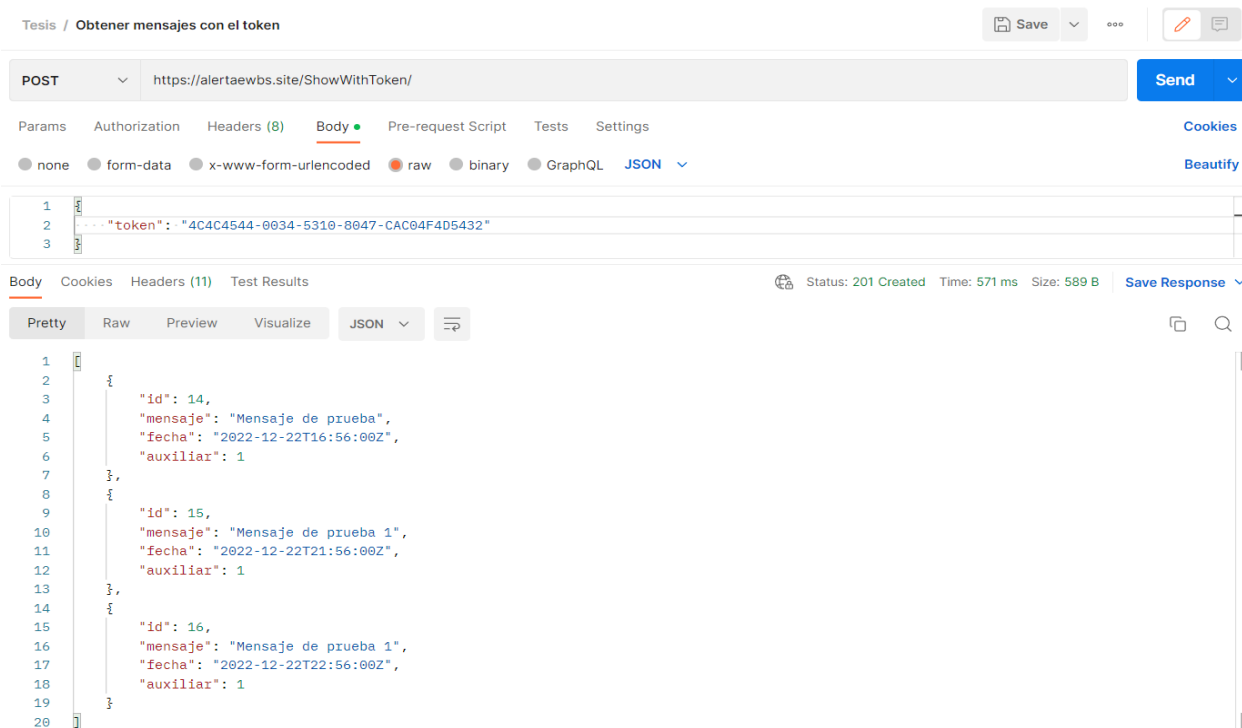 Tesis / Obtener mensajes con el token
Save
POST
https://alertaewbs.site/ShowWithToken/
Send
Params Authorization Headers (8) Body Pre-request Script Tests Settings Cookies
none form-data x-www-form-urlencoded raw binary GraphQL JSON Beautify
1 {
2 "token": "4C4C4544-0034-5310-8047-CAC04F4D5432"
3 }
Body Cookies Headers (11) Test Results Status: 201 Created Time: 571 ms Size: 589 B Save Response
Pretty Raw Preview Visualize JSON
1 [
2 {
3 "id": 14,
4 "mensaje": "Mensaje de prueba",
5 "fecha": "2022-12-22T16:56:00Z",
6 "auxiliar": 1
7 },
8 {
9 "id": 15,
10 "mensaje": "Mensaje de prueba 1",
11 "fecha": "2022-12-22T21:56:00Z",
12 "auxiliar": 1
13 },
14 {
15 "id": 16,
16 "mensaje": "Mensaje de prueba 1",
17 "fecha": "2022-12-22T22:56:00Z",
18 "auxiliar": 1
19 }
20 ]